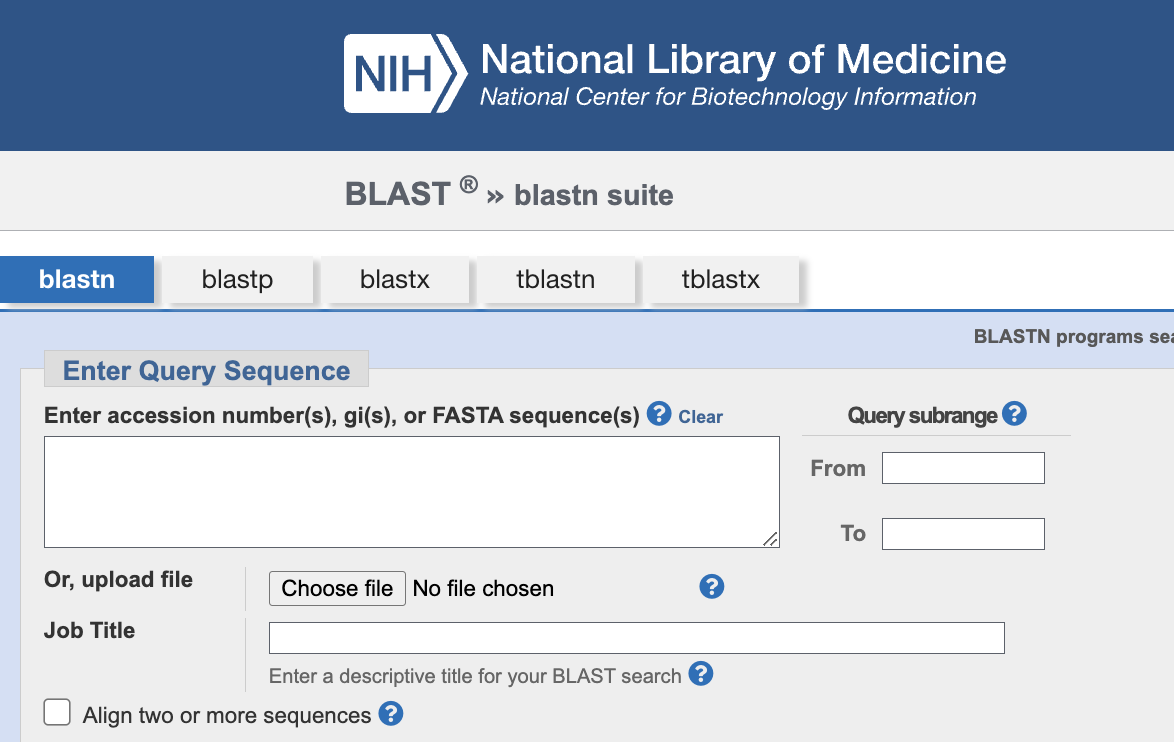 NIH National Library of Medicine
National Center for Biotechnology Information
BLAST ® » blastn suite
blastn blastp blastx tblastn tblastx
BLASTN programs
Enter Query Sequence
Enter accession number(s), gi(s), or FASTA sequence(s) ? Clear
Query subrange ?
From
To
Or, upload file Choose file No file chosen ?
Job Title
Enter a descriptive title for your BLAST search ?
Align two or more sequences ?